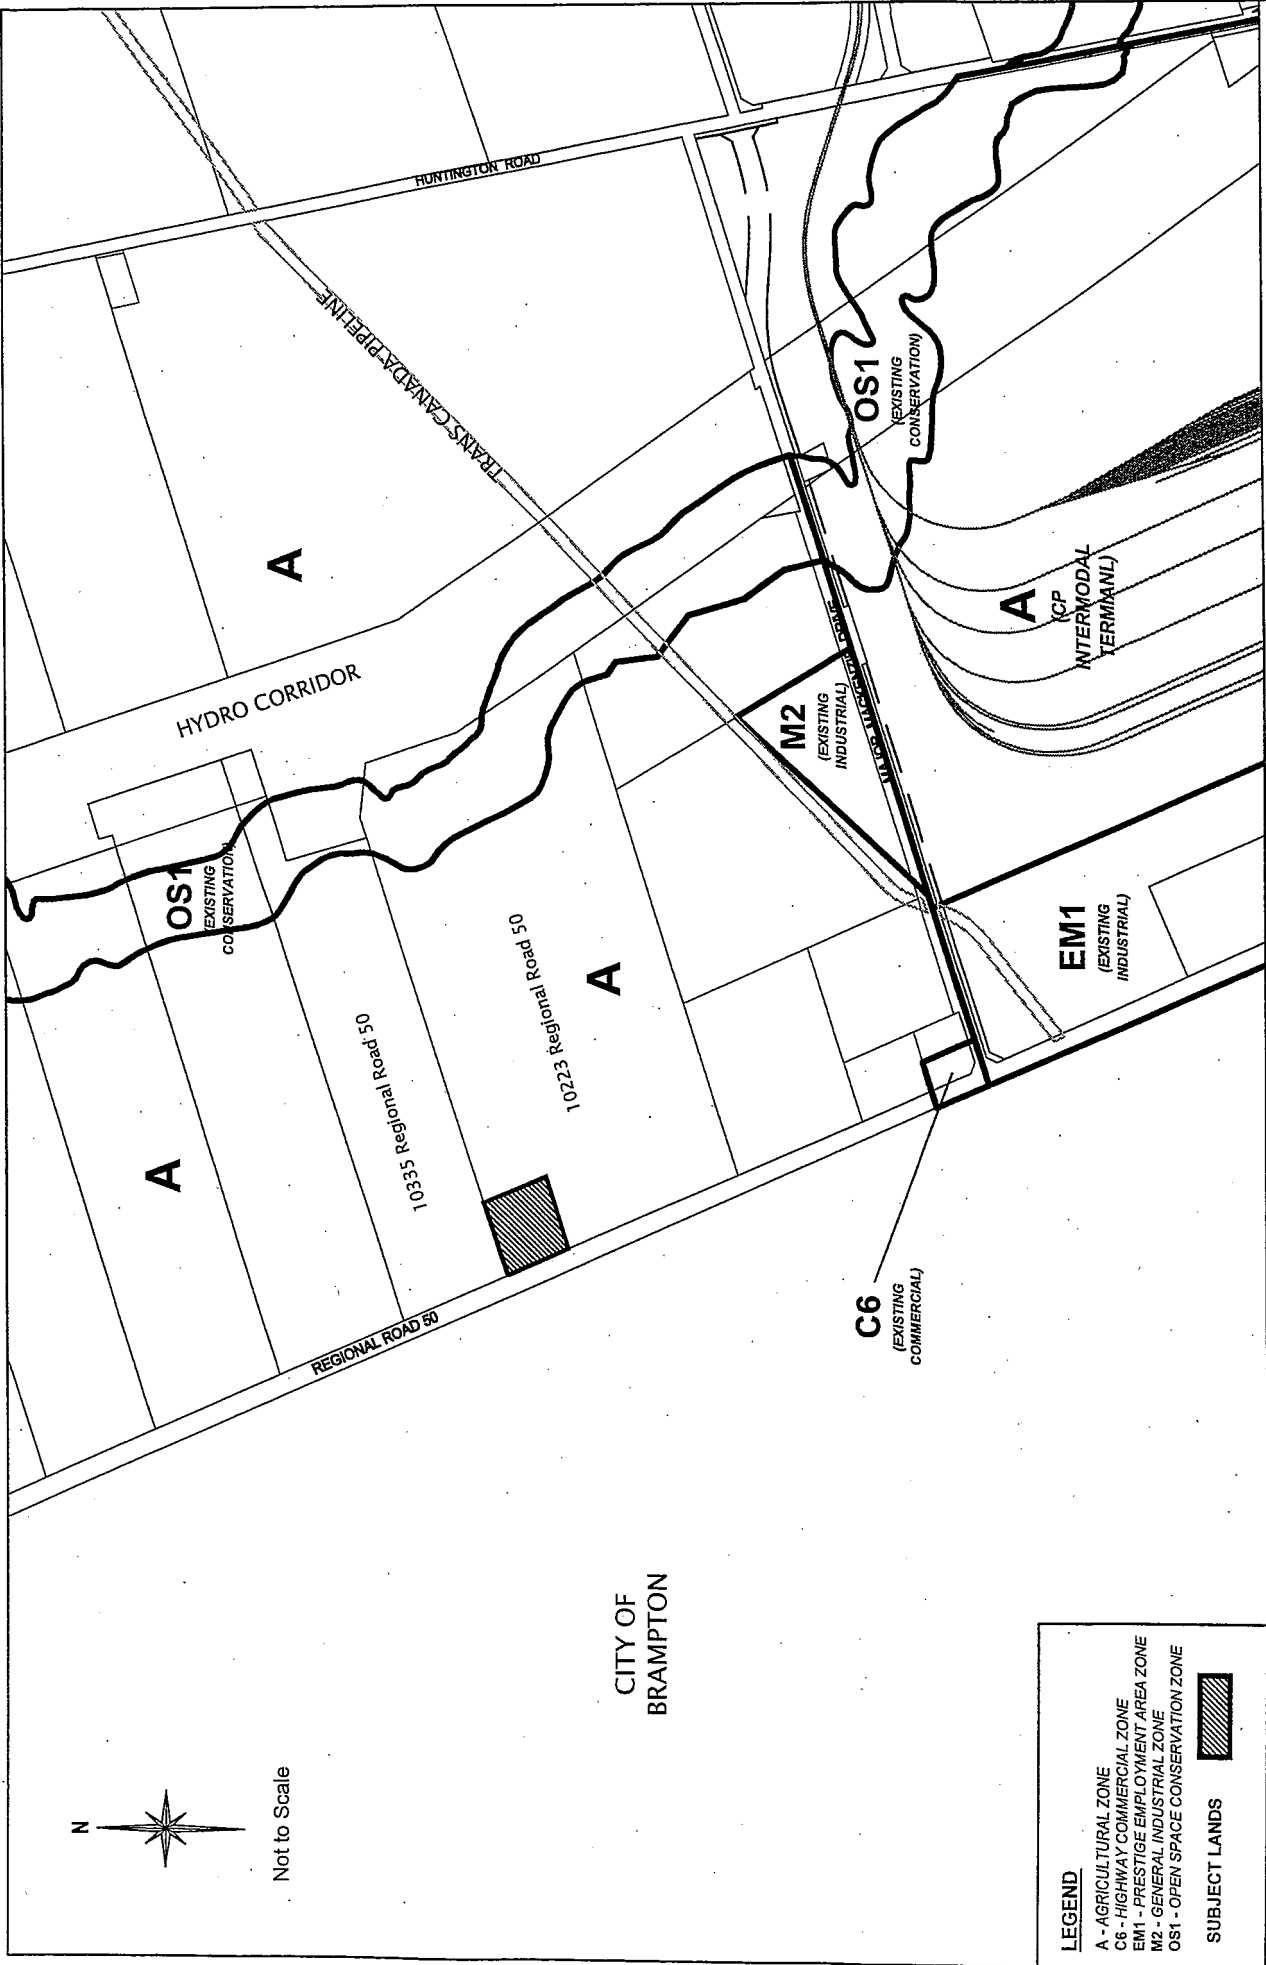 HUNTINGTON ROAD
TRANS CANADA PIPELINE
A
HYDRO CORRIDOR
OS1
(EXISTING
CONSERVATION)
OS1
(EXISTING
CONSERVATION)
A
(CP
INTERMODAL
TERMIANL)
M2
(EXISTING
INDUSTRIAL)
MAJOR MACKENZIE DRIVE
EM1
(EXISTING
INDUSTRIAL)
A
10335 Regional Road 50
10223 Regional Road 50
A
REGIONAL ROAD 50
C6
(EXISTING
COMMERCIAL)
CITY OF
BRAMPTON
N
Not to Scale
LEGEND
A - AGRICULTURAL ZONE
C6 - HIGHWAY COMMERCIAL ZONE
EM1 - PRESTIGE EMPLOYMENT AREA ZONE
M2 - GENERAL INDUSTRIAL ZONE
OS1 - OPEN SPACE CONSERVATION ZONE
SUBJECT LANDS